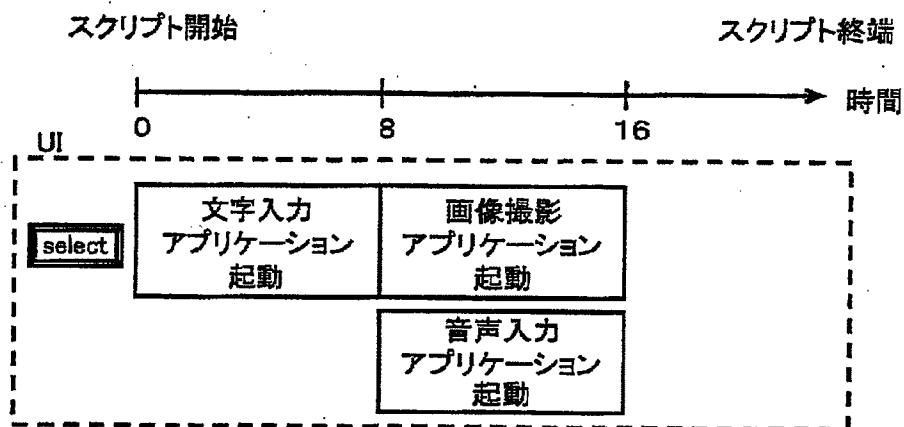 スクリプト開始
スクリプト終端
時間
0
8
16
UI
select
文字入力
アプリケーション
起動
画像撮影
アプリケーション
起動
音声入力
アプリケーション
起動